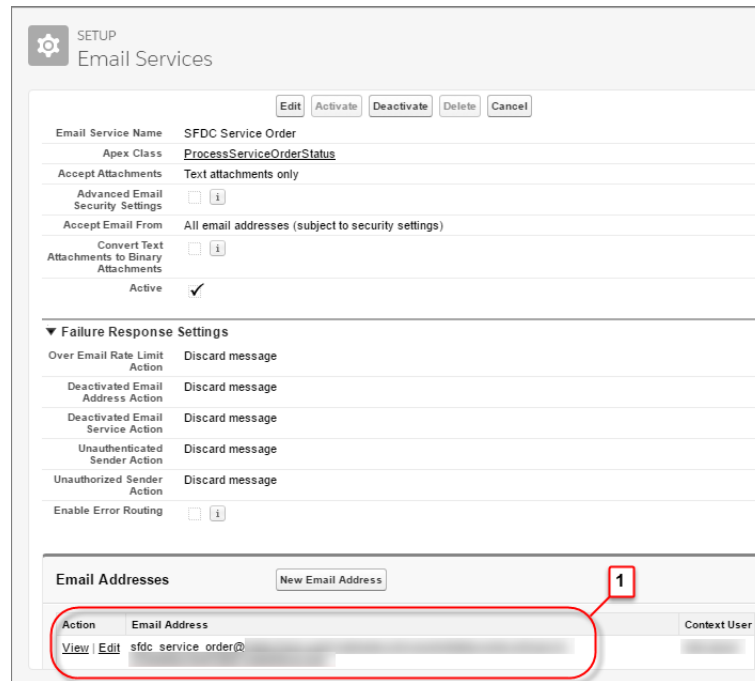 SETUP
Email Services
Edit Activate Deactivate Delete Cancel
Email Service Name SFDC Service Order
Apex Class ProcessServiceOrderStatus
Accept Attachments Text attachments only
Advanced Email
Security Settings i
Accept Email From All email addresses (subject to security settings)
Convert Text
Attachments to Binary
Attachments i
Active
Failure Response Settings
Over Email Rate Limit
Action Discard message
Deactivated Email
Address Action Discard message
Deactivated Email
Service Action Discard message
Unauthenticated
Sender Action Discard message
Unauthorized Sender
Action Discard message
Enable Error Routing i
Email Addresses New Email Address 1
Action Email Address Context User
View | Edit sfdc_service_order@